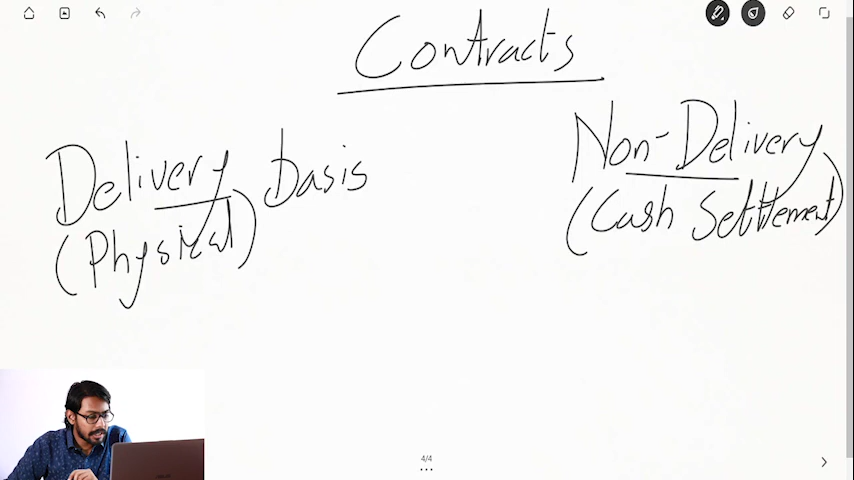 Contracts
Delivery basis
(Physical)
Non-Delivery
(Cash Settlement)
4/4